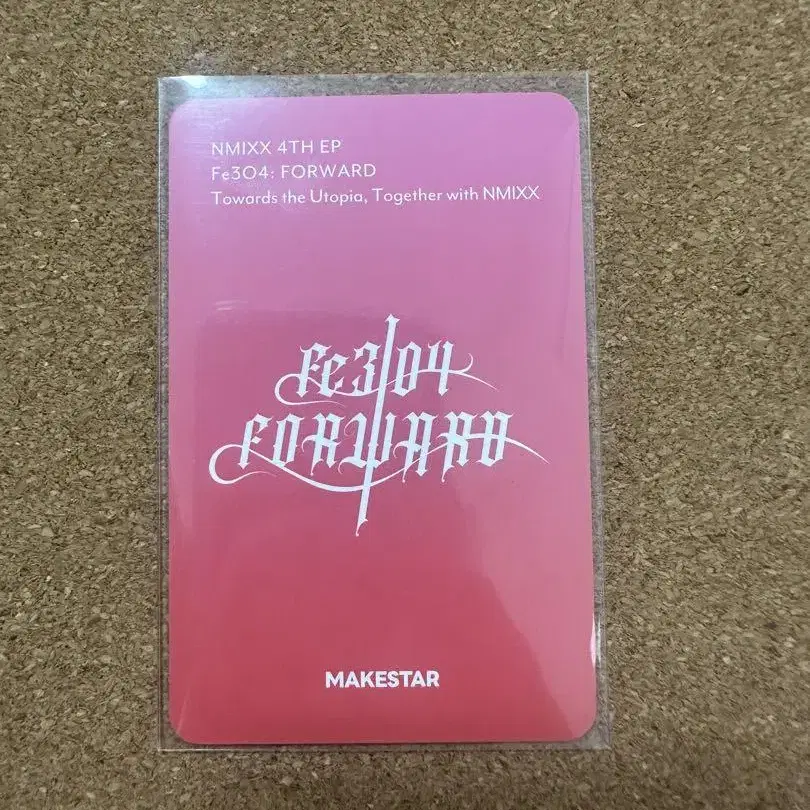 NMIXX 4TH EP
Fe3O4: FORWARD
Towards the Utopia, Together with NMIXX
Fe3O4
FORWARD
MAKESTAR